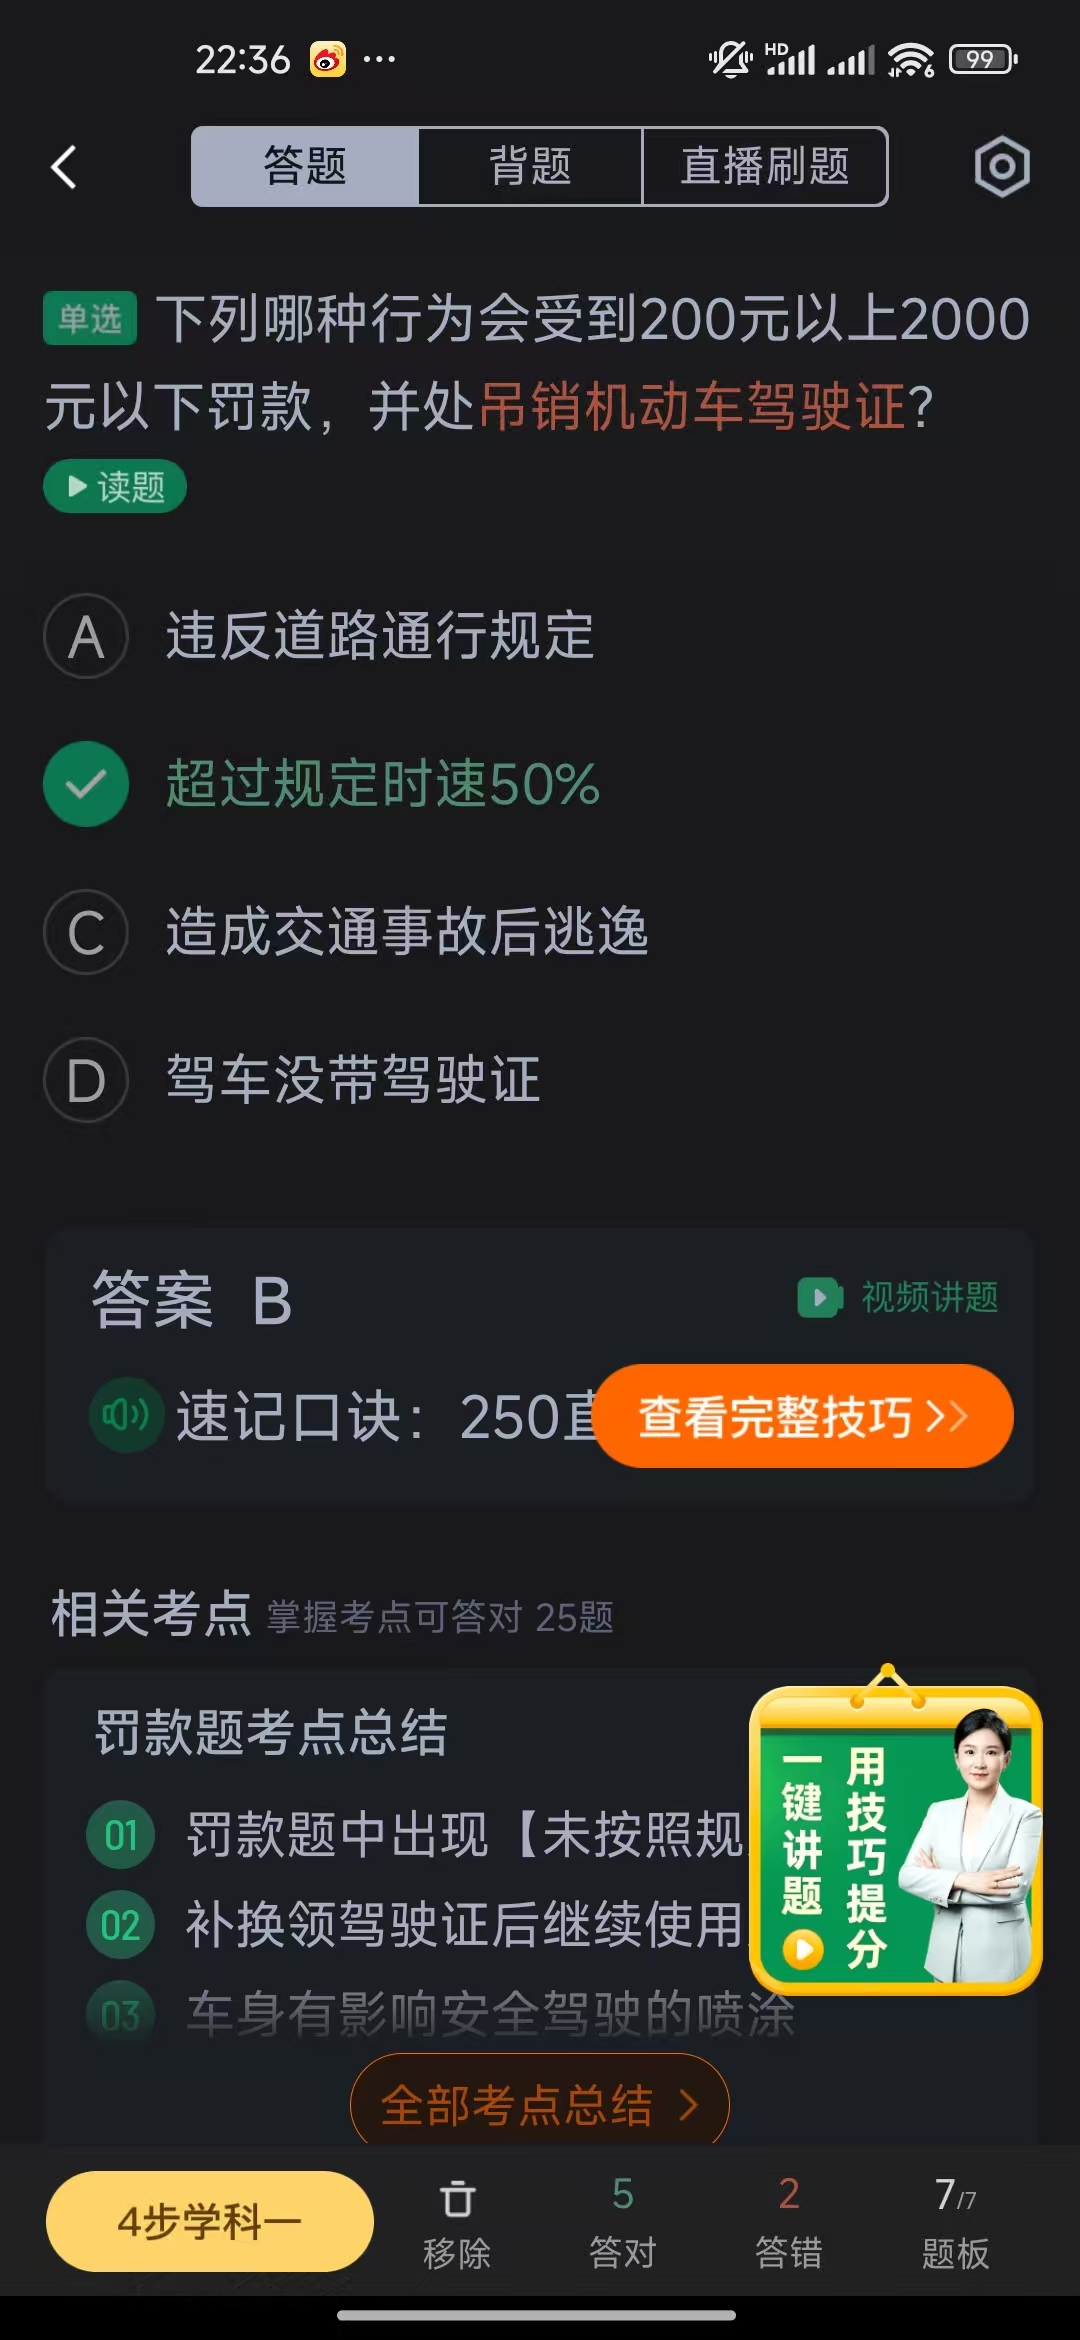 22:36 ··· HD 6 99
答题 背题 直播刷题
单选 下列哪种行为会受到200元以上2000
元以下罚款，并处吊销机动车驾驶证?
读题
A 违反道路通行规定
超过规定时速50%
C 造成交通事故后逃逸
D 驾车没带驾驶证
答案 B 视频讲题
速记口诀：250直 查看完整技巧
相关考点 掌握考点可答对 25题
罚款题考点总结
01 罚款题中出现【未按照规
02 补换领驾驶证后继续使用
03 车身有影响安全驾驶的喷涂
用技巧提分
一键讲题
全部考点总结
4步学科一
移除
5 答对
2 答错
7/7 题板